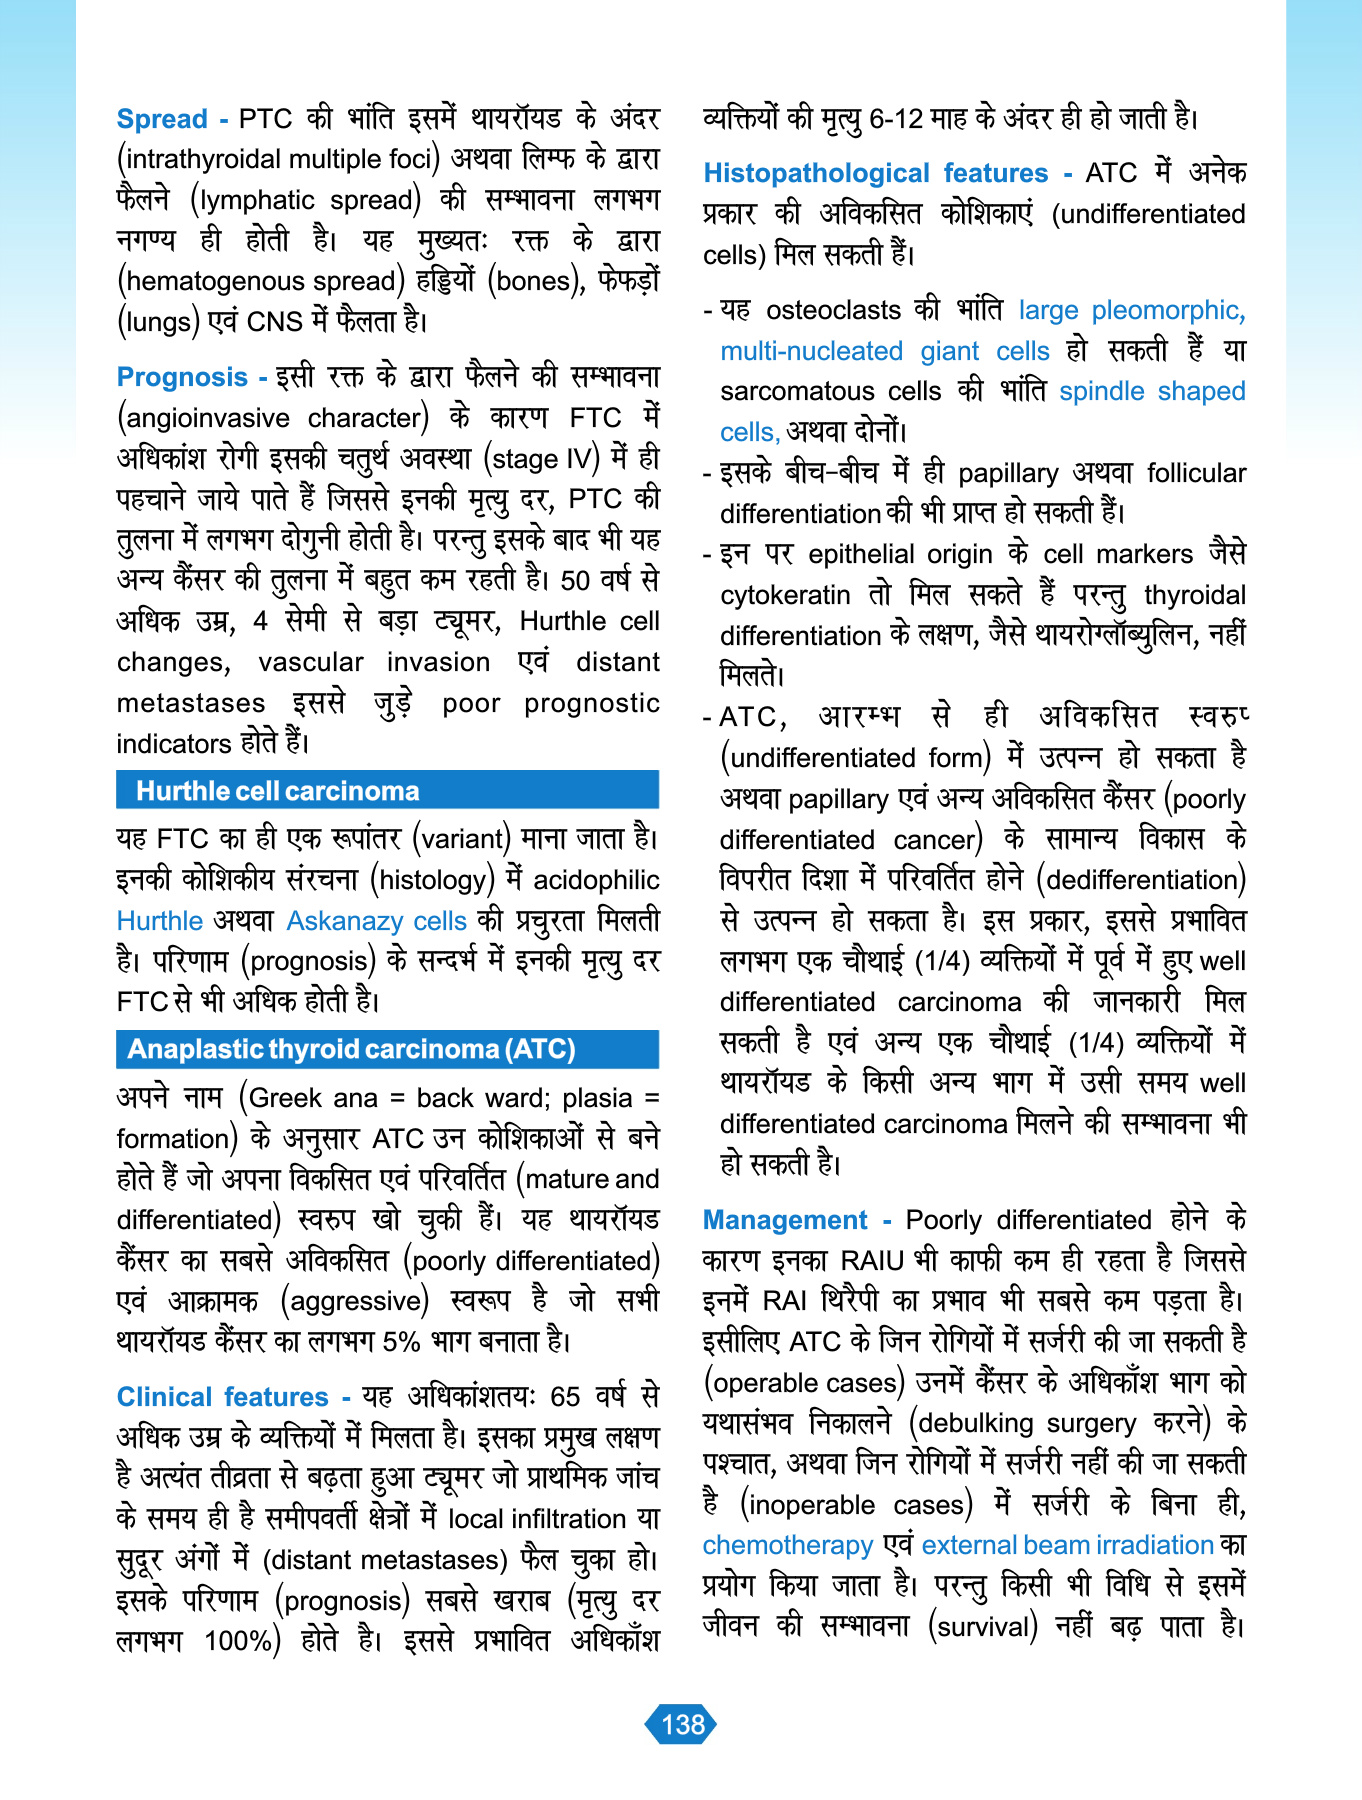 Spread - PTC की भांति इसमें थायरॉयड के अंदर
(intrathyroidal multiple foci) अथवा लिम्फ के द्वारा
फैलने (lymphatic spread) की सम्भावना लगभग
नगण्य ही होती है। यह मुख्यतः रक्त के द्वारा
(hematogenous spread) हड्डियों (bones), फेफड़ों
(lungs) एवं CNS में फैलता है।
Prognosis - इसी रक्त के द्वारा फैलने की सम्भावना
(angioinvasive character) के कारण FTC में
अधिकांश रोगी इसकी चतुर्थ अवस्था (stage IV) में ही
पहचाने जाये पाते हैं जिससे इनकी मृत्यु दर, PTC की
तुलना में लगभग दोगुनी होती है। परन्तु इसके बाद भी यह
अन्य कैंसर की तुलना में बहुत कम रहती है। 50 वर्ष से
अधिक उम्र, 4 सेमी से बड़ा ट्यूमर, Hurthle cell
changes, vascular invasion एवं distant
metastases इससे जुड़े poor prognostic
indicators होते हैं।
Hurthle cell carcinoma
यह FTC का ही एक रूपांतर (variant) माना जाता है।
इनकी कोशिकीय संरचना (histology) में acidophilic
Hurthle अथवा Askanazy cells की प्रचुरता मिलती
है। परिणाम (prognosis) के सन्दर्भ में इनकी मृत्यु दर
FTC से भी अधिक होती है।
Anaplastic thyroid carcinoma (ATC)
अपने नाम (Greek ana = back ward; plasia =
formation) के अनुसार ATC उन कोशिकाओं से बने
होते हैं जो अपना विकसित एवं परिवर्तित (mature and
differentiated) स्वरुप खो चुकी हैं। यह थायरॉयड
कैंसर का सबसे अविकसित (poorly differentiated)
एवं आक्रामक (aggressive) स्वरूप है जो सभी
थायरॉयड कैंसर का लगभग 5% भाग बनाता है।
Clinical features - यह अधिकांशतयः 65 वर्ष से
अधिक उम्र के व्यक्तियों में मिलता है। इसका प्रमुख लक्षण
है अत्यंत तीव्रता से बढ़ता हुआ ट्यूमर जो प्राथमिक जांच
के समय ही है समीपवर्ती क्षेत्रों में local infiltration या
सुदूर अंगों में (distant metastases) फैल चुका हो।
इसके परिणाम (prognosis) सबसे खराब (मृत्यु दर
लगभग 100%) होते है। इससे प्रभावित अधिकाँश
व्यक्तियों की मृत्यु 6-12 माह के अंदर ही हो जाती है।
Histopathological features - ATC में अनेक
प्रकार की अविकसित कोशिकाएं (undifferentiated
cells) मिल सकती हैं।
- यह osteoclasts की भांति large pleomorphic,
multi-nucleated giant cells हो सकती हैं या
sarcomatous cells की भांति spindle shaped
cells, अथवा दोनों।
- इसके बीच-बीच में ही papillary अथवा follicular
differentiation की भी प्राप्त हो सकती हैं।
- इन पर epithelial origin के cell markers जैसे
cytokeratin तो मिल सकते हैं परन्तु thyroidal
differentiation के लक्षण, जैसे थायरोग्लॉब्युलिन, नहीं
मिलते।
- ATC, आरम्भ से ही अविकसित स्वरुप
(undifferentiated form) में उत्पन्न हो सकता है
अथवा papillary एवं अन्य अविकसित कैंसर (poorly
differentiated cancer) के सामान्य विकास के
विपरीत दिशा में परिवर्तित होने (dedifferentiation)
से उत्पन्न हो सकता है। इस प्रकार, इससे प्रभावित
लगभग एक चौथाई (1/4) व्यक्तियों में पूर्व में हुए well
differentiated carcinoma की जानकारी मिल
सकती है एवं अन्य एक चौथाई (1/4) व्यक्तियों में
थायरॉयड के किसी अन्य भाग में उसी समय well
differentiated carcinoma मिलने की सम्भावना भी
हो सकती है।
Management - Poorly differentiated होने के
कारण इनका RAIU भी काफी कम ही रहता है जिससे
इनमें RAI थिरैपी का प्रभाव भी सबसे कम पड़ता है।
इसीलिए ATC के जिन रोगियों में सर्जरी की जा सकती है
(operable cases) उनमें कैंसर के अधिकाँश भाग को
यथासंभव निकालने (debulking surgery करने) के
पश्चात, अथवा जिन रोगियों में सर्जरी नहीं की जा सकती
है (inoperable cases) में सर्जरी के बिना ही,
chemotherapy एवं external beam irradiation का
प्रयोग किया जाता है। परन्तु किसी भी विधि से इसमें
जीवन की सम्भावना (survival) नहीं बढ़ पाता है।
138